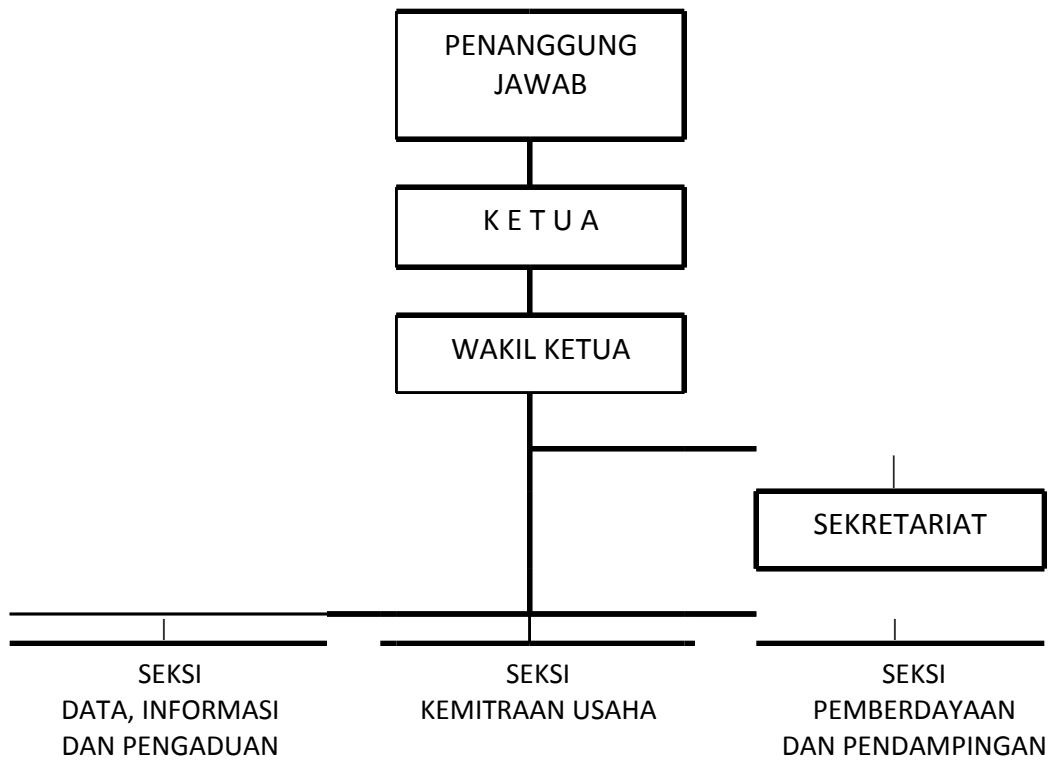 PENANGGUNG
JAWAB
K E T U A
WAKIL KETUA
SEKRETARIAT
SEKSI
DATA, INFORMASI
DAN PENGADUAN
SEKSI
KEMITRAAN USAHA
SEKSI
PEMBERDAYAAN
DAN PENDAMPINGAN